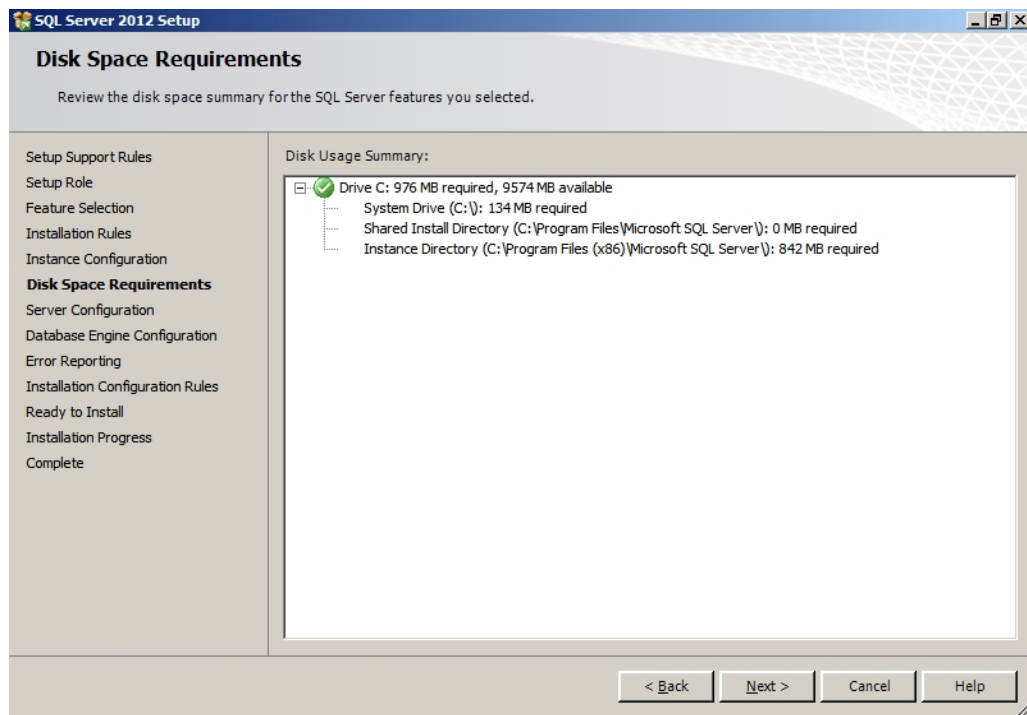 SQL Server 2012 Setup
Disk Space Requirements
Review the disk space summary for the SQL Server features you selected.
Setup Support Rules
Setup Role
Feature Selection
Installation Rules
Instance Configuration
Disk Space Requirements
Server Configuration
Database Engine Configuration
Error Reporting
Installation Configuration Rules
Ready to Install
Installation Progress
Complete
Disk Usage Summary:
Drive C: 976 MB required, 9574 MB available
System Drive (C:\): 134 MB required
Shared Install Directory (C:\Program Files\Microsoft SQL Server\): 0 MB required
Instance Directory (C:\Program Files (x86)\Microsoft SQL Server\): 842 MB required
< Back
Next >
Cancel
Help